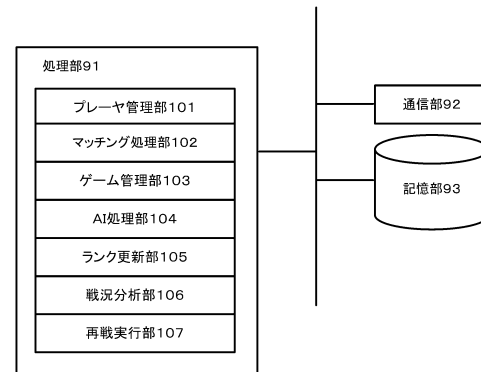 処理部91
プレーヤ管理部101
マッチング処理部102
ゲーム管理部103
AI処理部104
ランク更新部105
戦況分析部106
再戦実行部107
通信部92
記憶部93